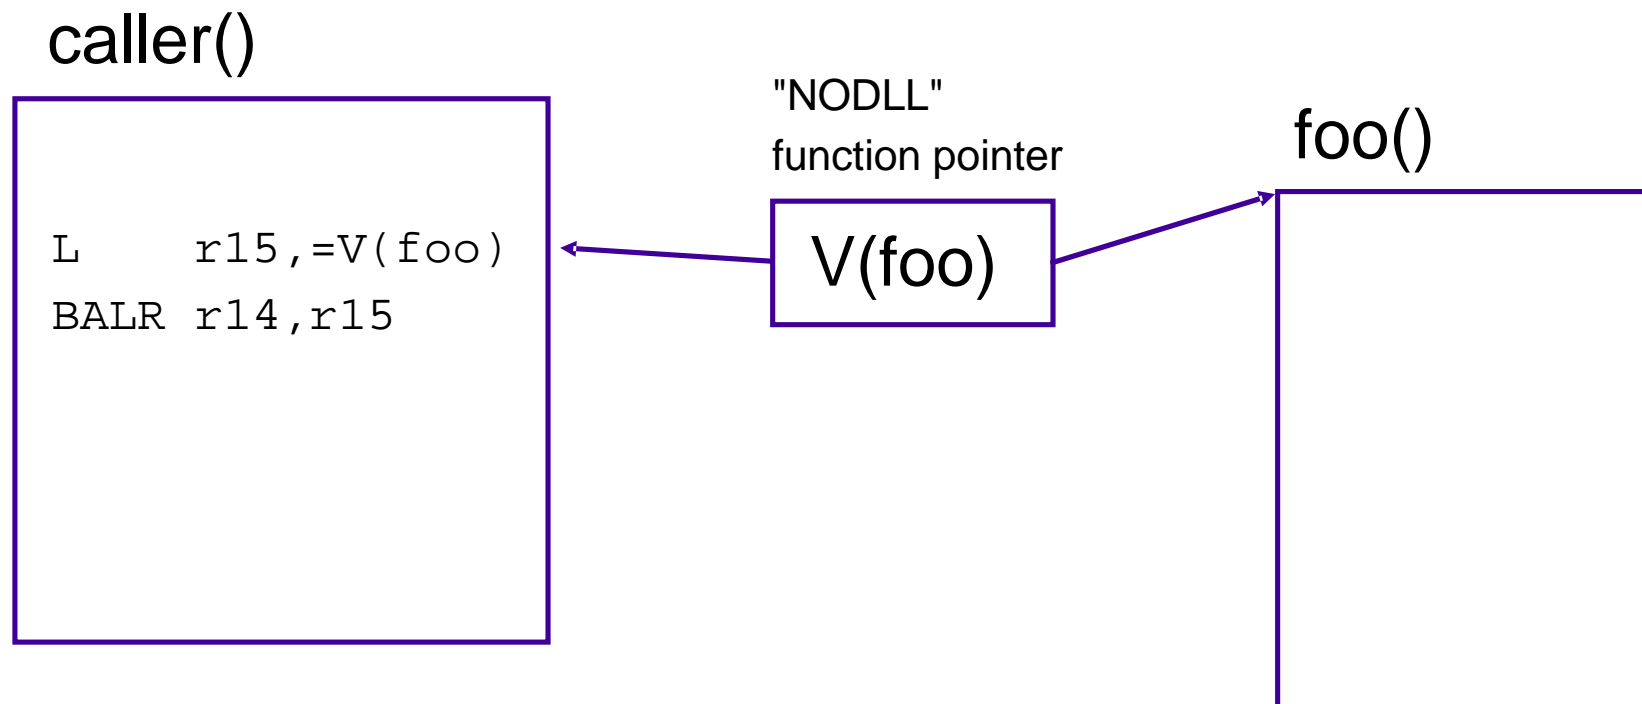 caller()
"NODLL"
function pointer
foo()
L     r15,=V(foo)
BALR r14,r15
V(foo)